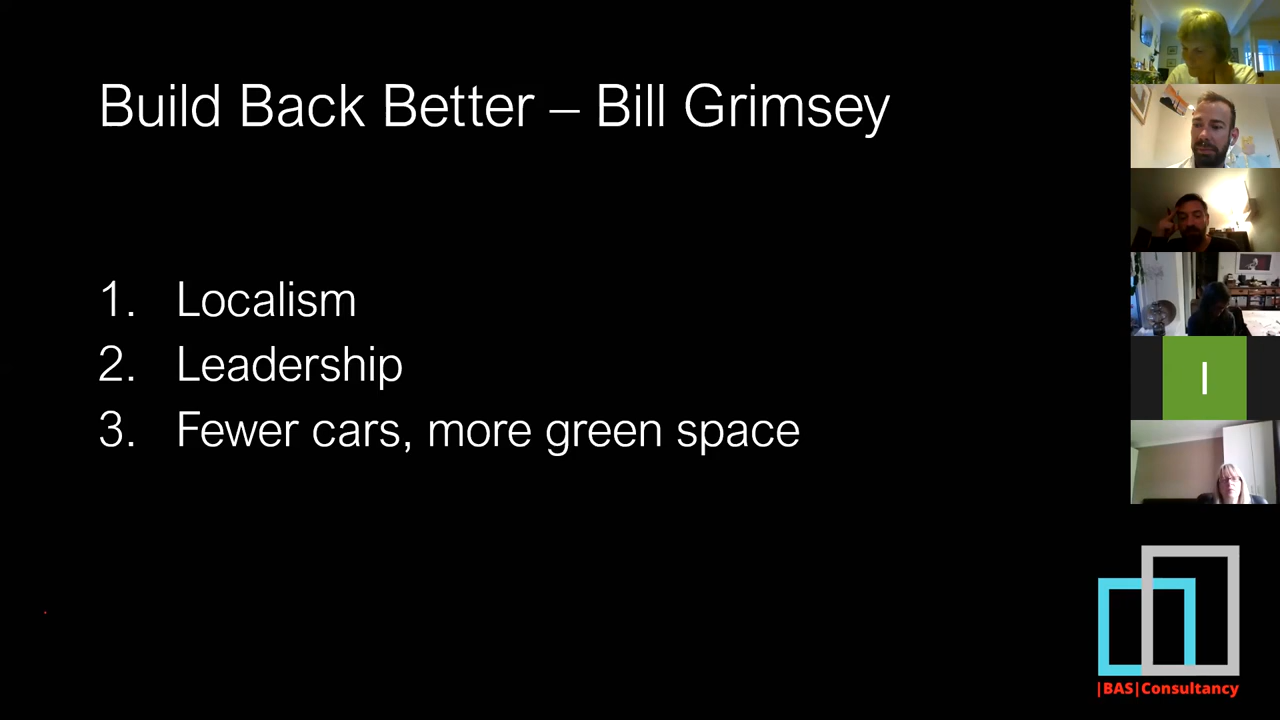 Build Back Better – Bill Grimsey
1. Localism
2. Leadership
3. Fewer cars, more green space
I
|BAS|Consultancy